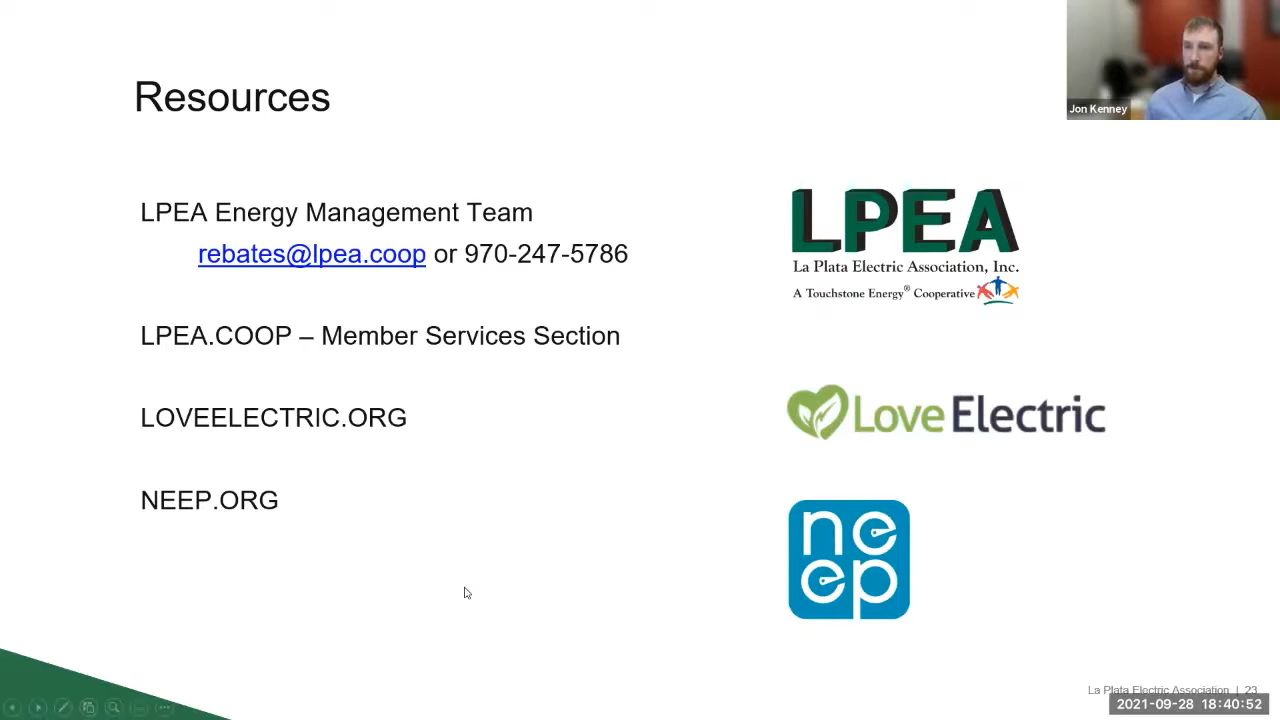 Resources
Jon Kenney
LPEA Energy Management Team
rebates@lpea.coop or 970-247-5786
LPEA.COOP – Member Services Section
LOVEELECTRIC.ORG
NEEP.ORG
LPEA
La Plata Electric Association, Inc.
A Touchstone Energy® Cooperative
Love Electric
neep
La Plata Electric Association | 23
2021-09-28 18:40:52